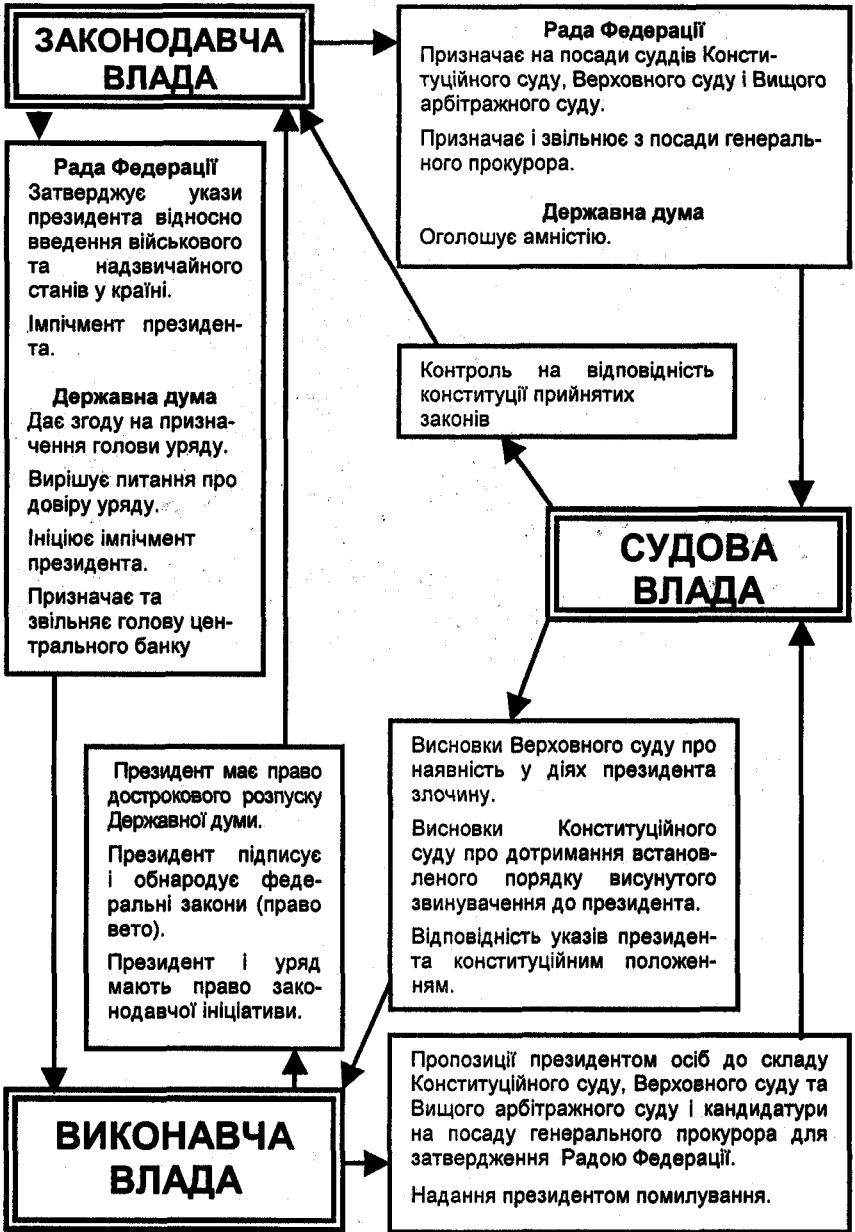 ЗАКОНОДАВЧА
ВЛАДА
Рада Федерації
Призначає на посади суддів Консти-
туційного суду, Верховного суду і Вищого
арбітражного суду.
Призначає і звільнює з посади генераль-
ного прокурора.
Державна дума
Оголошує амністію.
Рада Федерації
Затверджує укази
президента відносно
введення військового
та надзвичайного
станів у країні.
Імпічмент президен-
та.
Державна дума
Дає згоду на призна-
чення голови уряду.
Вирішує питання про
довіру уряду.
Ініціює імпічмент
президента.
Призначає та
звільняє голову цен-
трального банку
Контроль на відповідність
конституції прийнятих
законів
СУДОВА
ВЛАДА
Президент має право
дострокового розпуску
Державної думи.
Президент підписує
і обнародує феде-
ральні закони (право
вето).
Президент і уряд
мають право зако-
нодавчої ініціативи.
Висновки Верховного суду про
наявність у діях президента
злочину.
Висновки Конституційного
суду про дотримання встанов-
леного порядку висунутого
звинувачення до президента.
Відповідність указів президен-
та конституційним положен-
ням.
ВИКОНАВЧА
ВЛАДА
Пропозиції президентом осіб до складу
Конституційного суду, Верховного суду та
Вищого арбітражного суду і кандидатури
на посаду генерального прокурора для
затвердження Радою Федерації.
Надання президентом помилування.